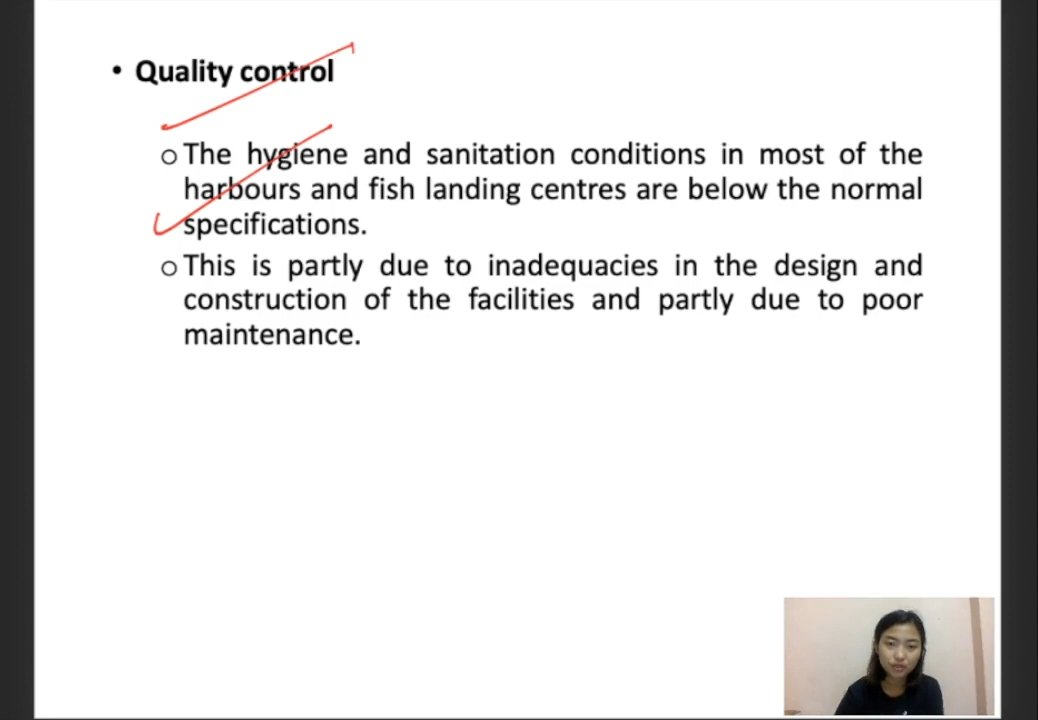 • Quality control
o The hygiene and sanitation conditions in most of the
harbours and fish landing centres are below the normal
specifications.
o This is partly due to inadequacies in the design and
construction of the facilities and partly due to poor
maintenance.